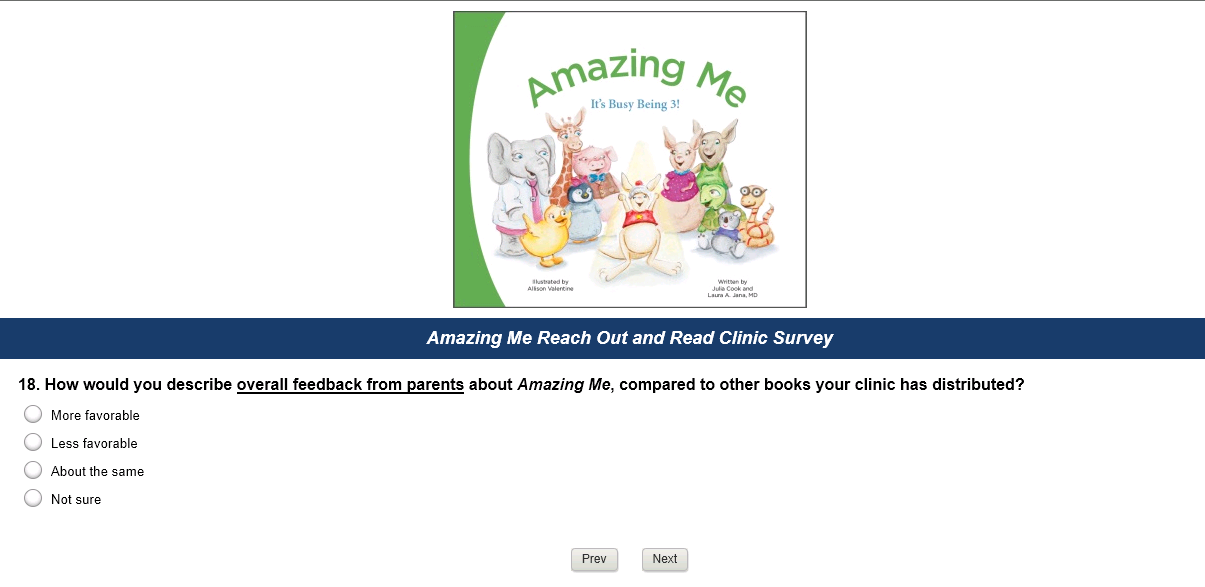 Amazing Me
It's Busy Being 3!
Illustrated by
Allison Valentine
Written by
Julia Cook and
Laura A. Jana, MD
Amazing Me Reach Out and Read Clinic Survey
18. How would you describe overall feedback from parents about Amazing Me, compared to other books your clinic has distributed?
More favorable
Less favorable
About the same
Not sure
Prev
Next